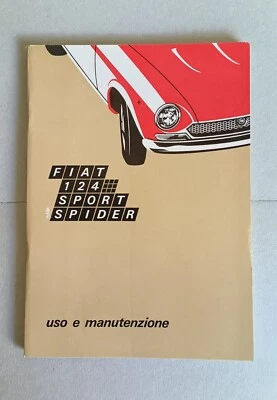 FIAT
124
SPORT
SPIDER
uso e manutenzione